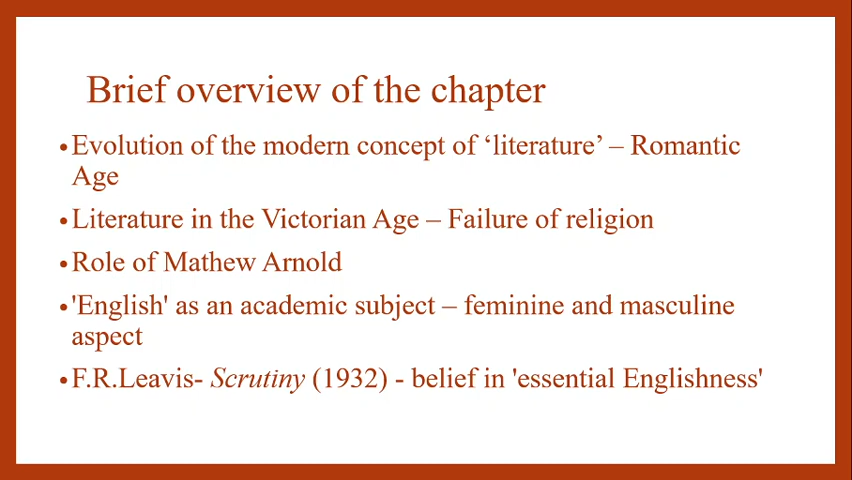 Brief overview of the chapter
•Evolution of the modern concept of ‘literature’ – Romantic
Age
•Literature in the Victorian Age – Failure of religion
•Role of Mathew Arnold
•'English' as an academic subject – feminine and masculine
aspect
•F.R.Leavis- Scrutiny (1932) - belief in 'essential Englishness'